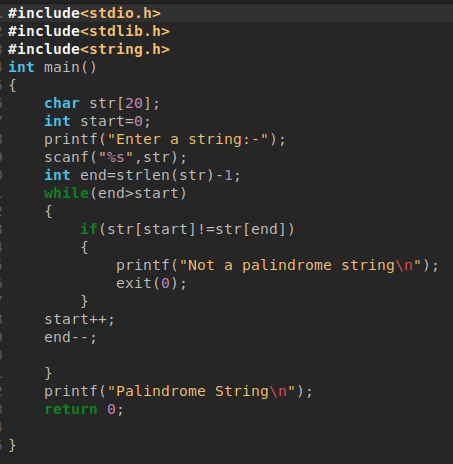 #include<stdio.h>
#include<stdlib.h>
#include<string.h>
int main()
{
    char str[20];
    int start=0;
    printf("Enter a string:-");
    scanf("%s",str);
    int end=strlen(str)-1;
    while(end>start)
    {
        if(str[start]!=str[end])
        {
            printf("Not a palindrome string\n");
            exit(0);
        }
    start++;
    end--;

    }
    printf("Palindrome String\n");
    return 0;

}